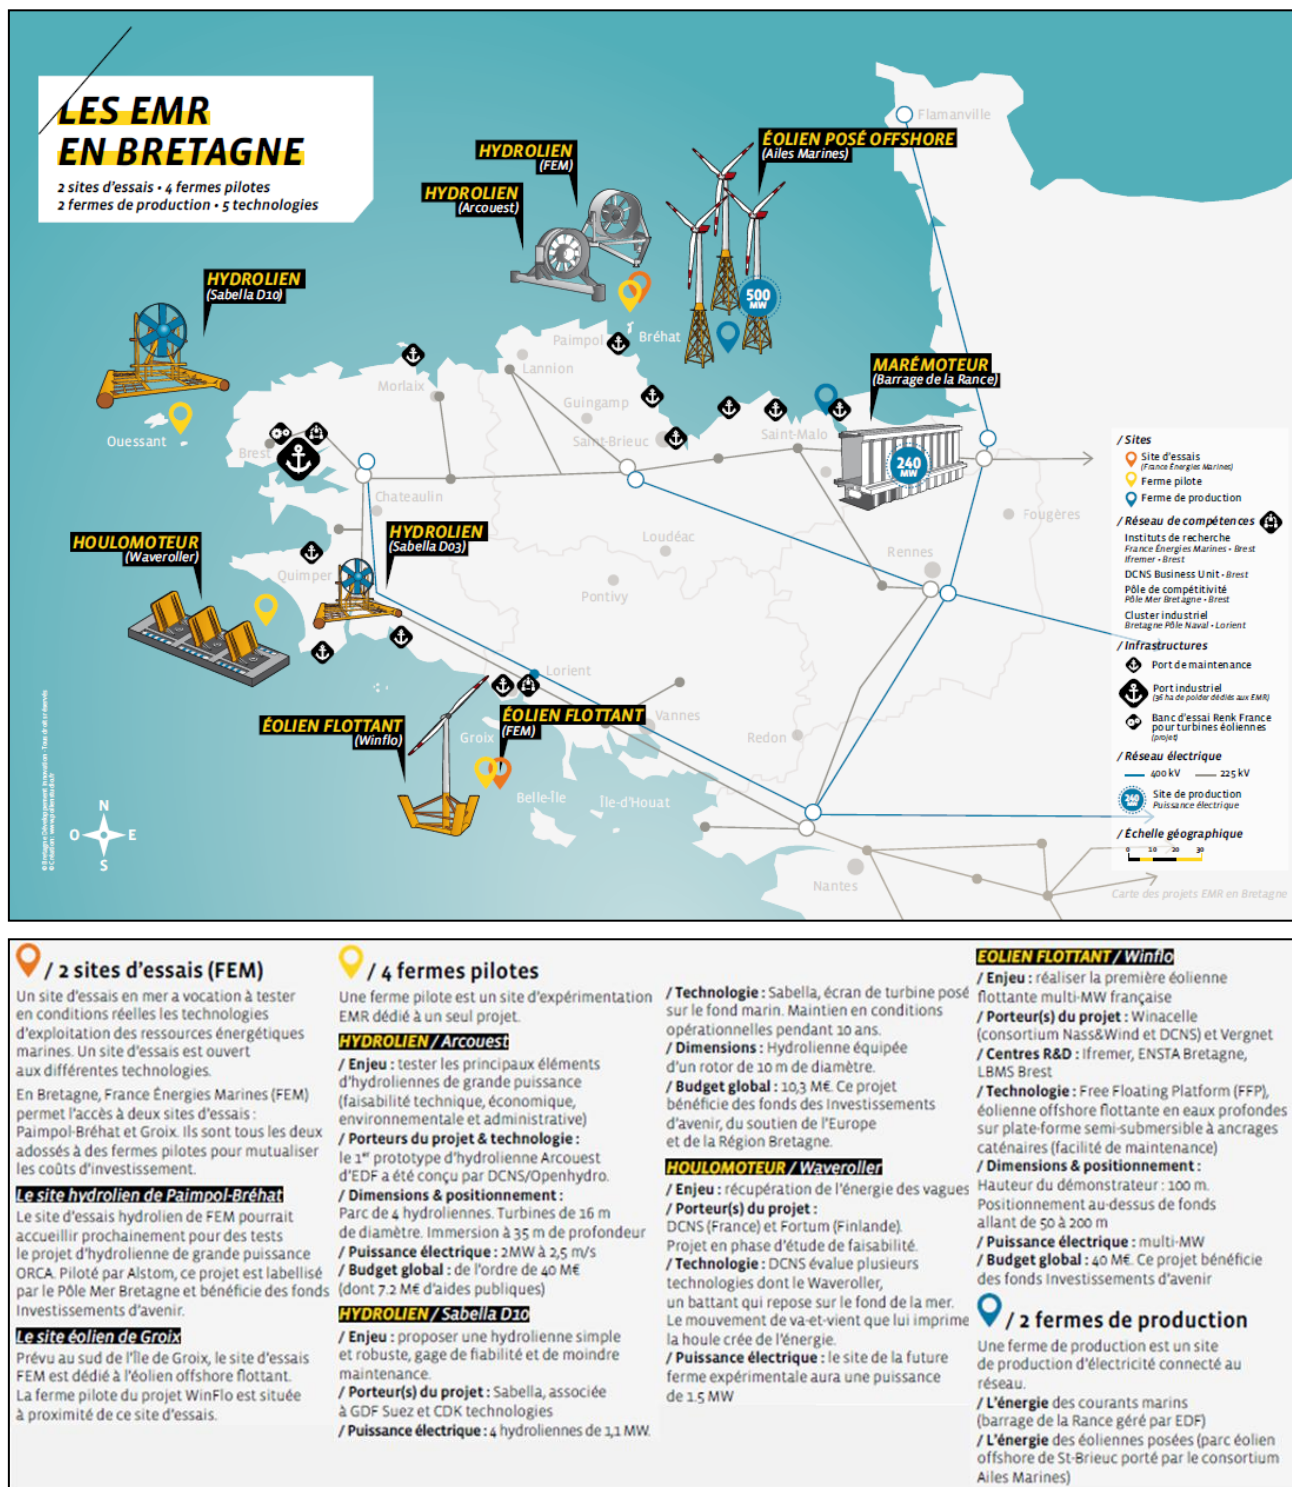 LES EMR
EN BRETAGNE
2 sites d'essais • 4 fermes pilotes
2 fermes de production • 5 technologies
HYDROLIEN
(FEM)
HYDROLIEN
(Arcouest)
ÉOLIEN POSÉ OFFSHORE
(Ailes Marines)
Flamanville
HYDROLIEN
(Sabella D10)
500
MW
Paimpol
Bréhat
Lannion
Morlaix
Guingamp
MARÉMOTEUR
(Barrage de la Rance)
Ouessant
Brest
Saint-Brieuc
Saint-Malo
240
MW
Chateaulin
Fougères
HOULOMOTEUR
(Waveroller)
HYDROLIEN
(Sabella D03)
Loudéac
Rennes
Quimper
Pontivy
Lorient
ÉOLIEN FLOTTANT
(Winflo)
ÉOLIEN FLOTTANT
(FEM)
Groix
Vannes
Redon
Belle-Île
Île-d'Houat
Nantes
N
O
E
S
© Bretagne Développement Innovation - Tous droits réservés
/ Sites
Site d'essais
(France Énergies Marines)
Ferme pilote
Ferme de production
/ Réseau de compétences
Instituts de recherche
France Énergies Marines • Brest
Ifremer • Brest
DCNS Business Unit • Brest
Pôle de compétitivité
Pôle Mer Bretagne • Brest
Cluster industriel
Bretagne Pôle Naval • Lorient
/ Infrastructures
Port de maintenance
Port industriel
(36 ha de polder dédiés aux EMR)
Banc d'essai Renk France
pour turbines éoliennes
(projet)
/ Réseau électrique
400 kV
225 kV
240
MW
Site de production
Puissance électrique
/ Échelle géographique
0 10 20 30
Carte des projets EMR en Bretagne
/ 2 sites d'essais (FEM)
Un site d'essais en mer a vocation à tester
en conditions réelles les technologies
d'exploitation des ressources énergétiques
marines. Un site d'essais est ouvert
aux différentes technologies.
En Bretagne, France Énergies Marines (FEM)
permet l'accès à deux sites d'essais :
Paimpol-Bréhat et Groix. Ils sont tous les deux
adossés à des fermes pilotes pour mutualiser
les coûts d'investissement.
Le site hydrolien de Paimpol-Bréhat
Le site d'essais hydrolien de FEM pourrait
accueillir prochainement pour des tests
le projet d'hydrolienne de grande puissance
ORCA. Piloté par Alstom, ce projet est labellisé
par le Pôle Mer Bretagne et bénéficie des fonds
Investissements d'avenir.
Le site éolien de Groix
Prévu au sud de l'île de Groix, le site d'essais
FEM est dédié à l'éolien offshore flottant.
La ferme pilote du projet WinFlo est située
à proximité de ce site d'essais.
/ 4 fermes pilotes
Une ferme pilote est un site d'expérimentation
EMR dédié à un seul projet.
HYDROLIEN / Arcouest
/ Enjeu : tester les principaux éléments
d'hydroliennes de grande puissance
(faisabilité technique, économique,
environnementale et administrative)
/ Porteurs du projet & technologie :
le 1er prototype d'hydrolienne Arcouest
d'EDF a été conçu par DCNS/Openhydro.
/ Dimensions & positionnement :
Parc de 4 hydroliennes. Turbines de 16 m
de diamètre. Immersion à 35 m de profondeur
/ Puissance électrique : 2MW à 2,5 m/s
/ Budget global : de l'ordre de 40 M€
(dont 7.2 M€ d'aides publiques)
HYDROLIEN / Sabella D10
/ Enjeu : proposer une hydrolienne simple
et robuste, gage de fiabilité et de moindre
maintenance.
/ Porteur(s) du projet : Sabella, associée
à GDF Suez et CDK technologies
/ Puissance électrique : 4 hydroliennes de 1,1 MW.
/ Technologie : Sabella, écran de turbine posé
sur le fond marin. Maintien en conditions
opérationnelles pendant 10 ans.
/ Dimensions : Hydrolienne équipée
d'un rotor de 10 m de diamètre.
/ Budget global : 10,3 M€. Ce projet
bénéficie des fonds des Investissements
d'avenir, du soutien de l'Europe
et de la Région Bretagne.
HOULOMOTEUR / Waveroller
/ Enjeu : récupération de l'énergie des vagues
/ Porteur(s) du projet :
DCNS (France) et Fortum (Finlande).
Projet en phase d'étude de faisabilité.
/ Technologie : DCNS évalue plusieurs
technologies dont le Waveroller,
un battant qui repose sur le fond de la mer.
Le mouvement de va-et-vient que lui imprime
la houle crée de l'énergie.
/ Puissance électrique : le site de la future
ferme expérimentale aura une puissance
de 1.5 MW
EOLIEN FLOTTANT / Winflo
/ Enjeu : réaliser la première éolienne
flottante multi-MW française
/ Porteur(s) du projet : Winacelle
(consortium Nass&Wind et DCNS) et Vergnet
/ Centres R&D : Ifremer, ENSTA Bretagne,
LBMS Brest
/ Technologie : Free Floating Platform (FFP),
éolienne offshore flottante en eaux profondes
sur plate-forme semi-submersible à ancrages
caténaires (facilité de maintenance)
/ Dimensions & positionnement :
Hauteur du démonstrateur : 100 m.
Positionnement au-dessus de fonds
allant de 50 à 200 m
/ Puissance électrique : multi-MW
/ Budget global : 40 M€. Ce projet bénéficie
des fonds Investissements d'avenir
/ 2 fermes de production
Une ferme de production est un site
de production d'électricité connecté au
réseau.
/ L'énergie des courants marins
(barrage de la Rance géré par EDF)
/ L'énergie des éoliennes posées (parc éolien
offshore de St-Brieuc porté par le consortium
Ailes Marines)